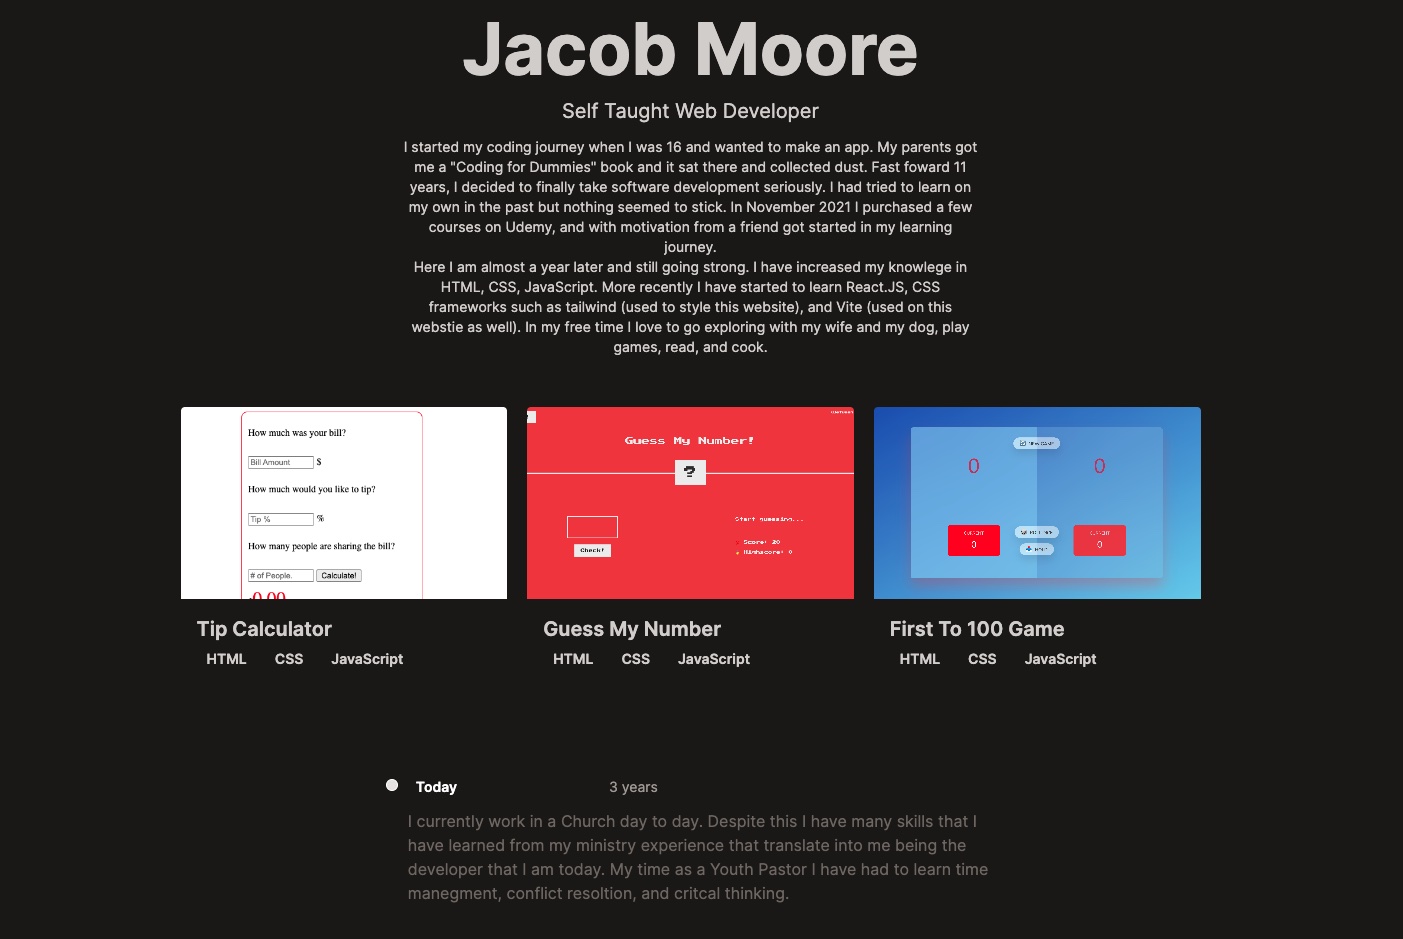 Jacob Moore
Self Taught Web Developer
I started my coding journey when I was 16 and wanted to make an app. My parents got
me a "Coding for Dummies" book and it sat there and collected dust. Fast foward 11
years, I decided to finally take software development seriously. I had tried to learn on
my own in the past but nothing seemed to stick. In November 2021 I purchased a few
courses on Udemy, and with motivation from a friend got started in my learning
journey.
Here I am almost a year later and still going strong. I have increased my knowlege in
HTML, CSS, JavaScript. More recently I have started to learn React.JS, CSS
frameworks such as tailwind (used to style this website), and Vite (used on this
webstie as well). In my free time I love to go exploring with my wife and my dog, play
games, read, and cook.
How much was your bill?
Bill Amount $
How much would you like to tip?
Tip % %
How many people are sharing the bill?
# of People. Calculate!
0.00
Guess My Number!
?
Start guessing...
Check!
Score: 20
Highscore: 0
NEW GAME
0 0
CURRENT
0
ROLL DICE
HOLD
CURRENT
0
Tip Calculator
HTML CSS JavaScript
Guess My Number
HTML CSS JavaScript
First To 100 Game
HTML CSS JavaScript
Today 3 years
I currently work in a Church day to day. Despite this I have many skills that I
have learned from my ministry experience that translate into me being the
developer that I am today. My time as a Youth Pastor I have had to learn time
manegment, conflict resoltion, and critcal thinking.